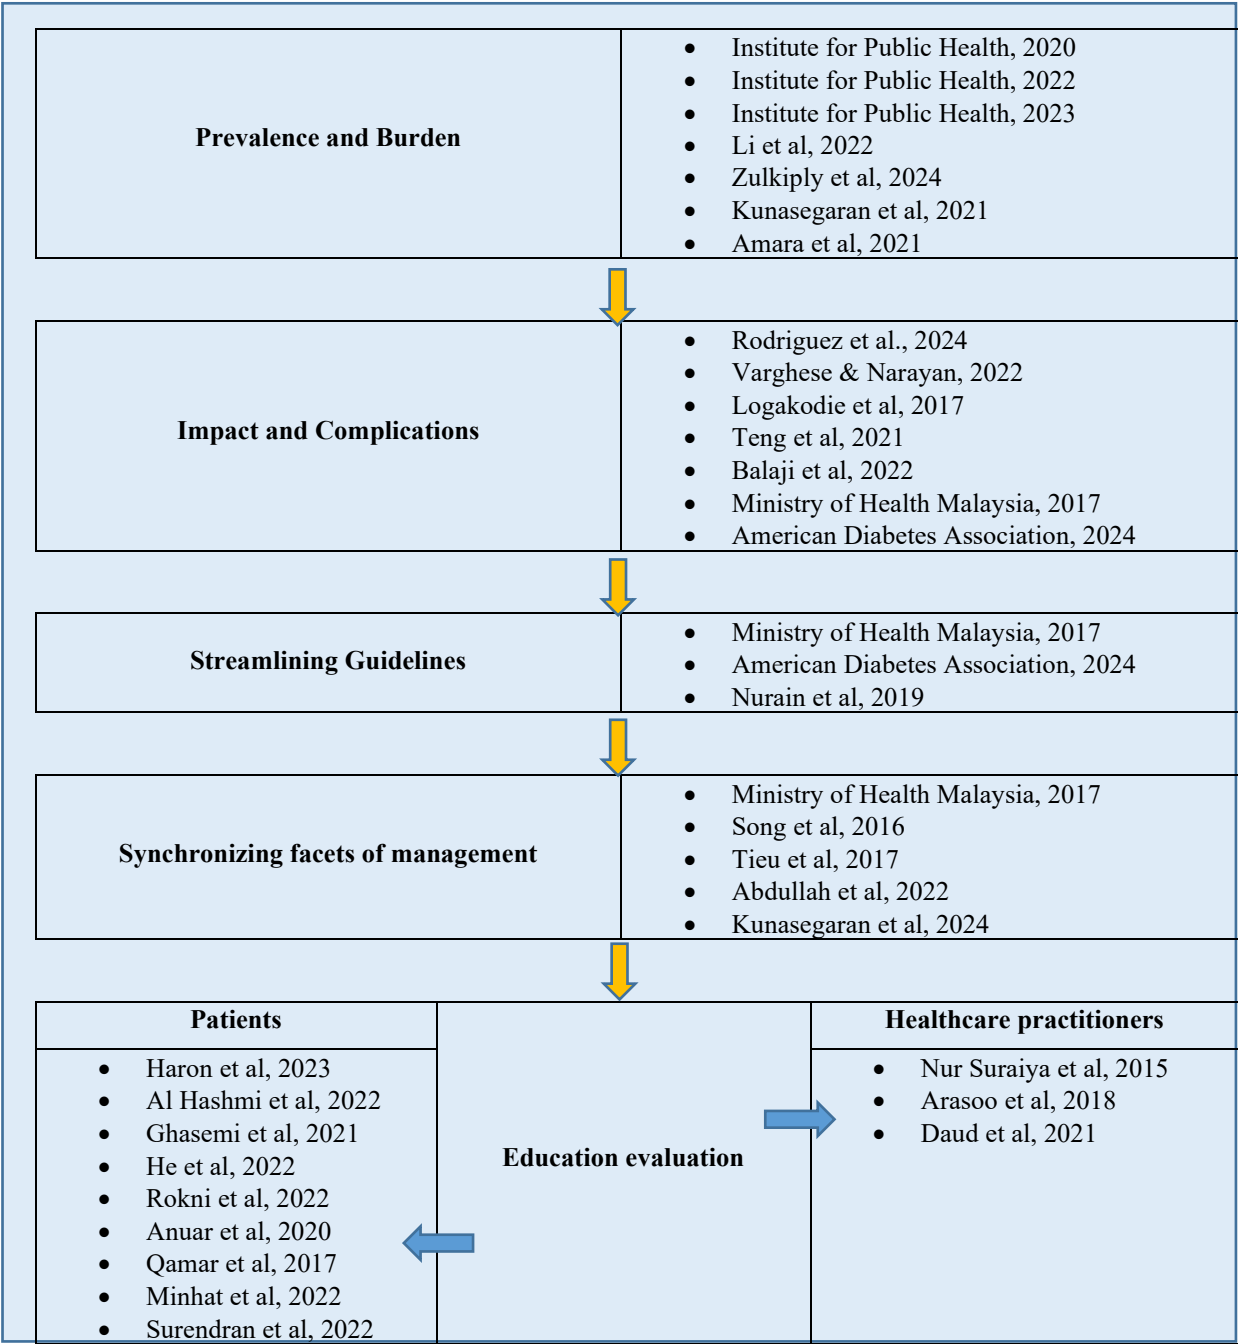 Prevalence and Burden
• Institute for Public Health, 2020
• Institute for Public Health, 2022
• Institute for Public Health, 2023
• Li et al, 2022
• Zulkiply et al, 2024
• Kunasegaran et al, 2021
• Amara et al, 2021
Impact and Complications
• Rodriguez et al., 2024
• Varghese & Narayan, 2022
• Logakodie et al, 2017
• Teng et al, 2021
• Balaji et al, 2022
• Ministry of Health Malaysia, 2017
• American Diabetes Association, 2024
Streamlining Guidelines
• Ministry of Health Malaysia, 2017
• American Diabetes Association, 2024
• Nurain et al, 2019
Synchronizing facets of management
• Ministry of Health Malaysia, 2017
• Song et al, 2016
• Tieu et al, 2017
• Abdullah et al, 2022
• Kunasegaran et al, 2024
Patients
• Haron et al, 2023
• Al Hashmi et al, 2022
• Ghasemi et al, 2021
• He et al, 2022
• Rokni et al, 2022
• Anuar et al, 2020
• Qamar et al, 2017
• Minhat et al, 2022
• Surendran et al, 2022
Education evaluation
Healthcare practitioners
• Nur Suraiya et al, 2015
• Arasoo et al, 2018
• Daud et al, 2021